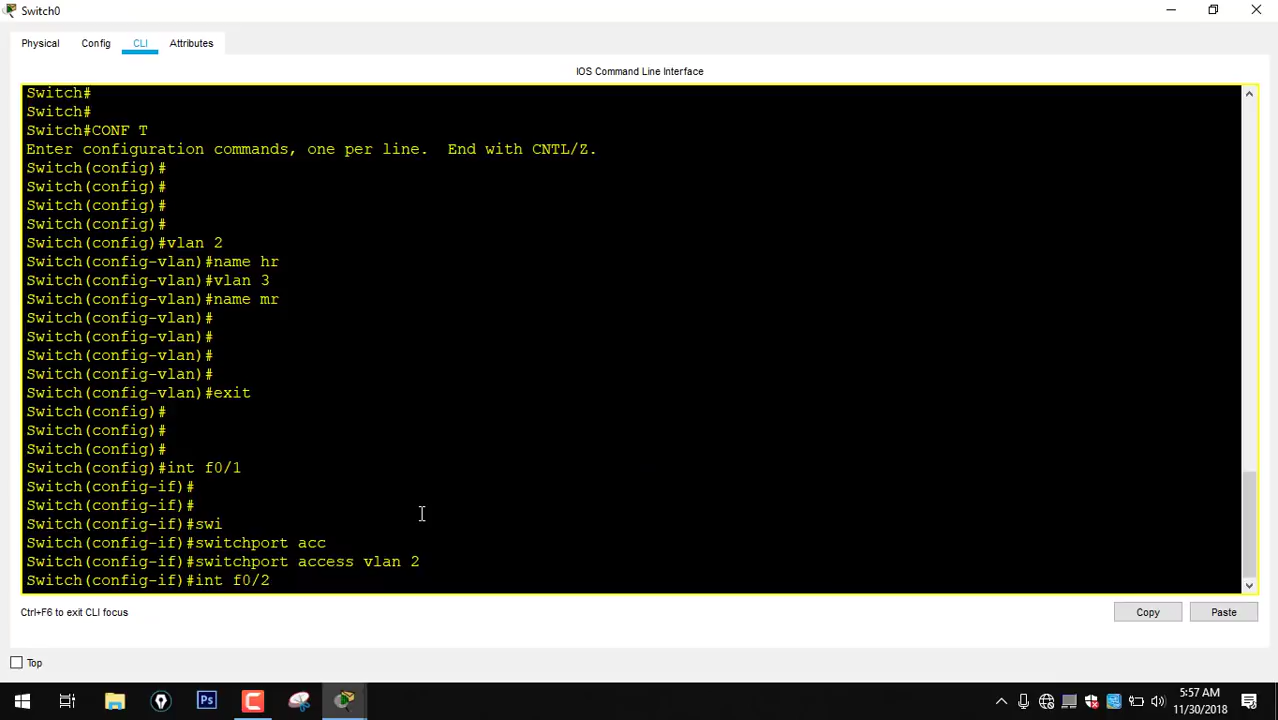 Switch0
Physical Config CLI Attributes
IOS Command Line Interface
Switch#
Switch#
Switch#CONF T
Enter configuration commands, one per line.  End with CNTL/Z.
Switch(config)#
Switch(config)#
Switch(config)#
Switch(config)#
Switch(config)#vlan 2
Switch(config-vlan)#name hr
Switch(config-vlan)#vlan 3
Switch(config-vlan)#name mr
Switch(config-vlan)#
Switch(config-vlan)#
Switch(config-vlan)#
Switch(config-vlan)#
Switch(config-vlan)#exit
Switch(config)#
Switch(config)#
Switch(config)#
Switch(config)#int f0/1
Switch(config-if)#
Switch(config-if)#
Switch(config-if)#swi
Switch(config-if)#switchport acc
Switch(config-if)#switchport access vlan 2
Switch(config-if)#int f0/2
Ctrl+F6 to exit CLI focus
Copy Paste
Top
Ps
5:57 AM
11/30/2018